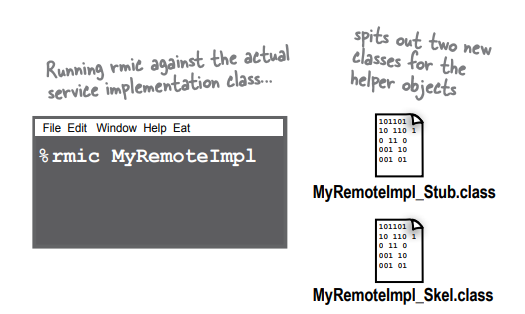 Running rmic against the actual
service implementation class...
spits out two new
classes for the
helper objects
File Edit Window Help Eat
%rmic MyRemoteImpl
101101
10 110 1
0 11 0
001 10
001 01
MyRemoteImpl_Stub.class
101101
10 110 1
0 11 0
001 10
001 01
MyRemoteImpl_Skel.class